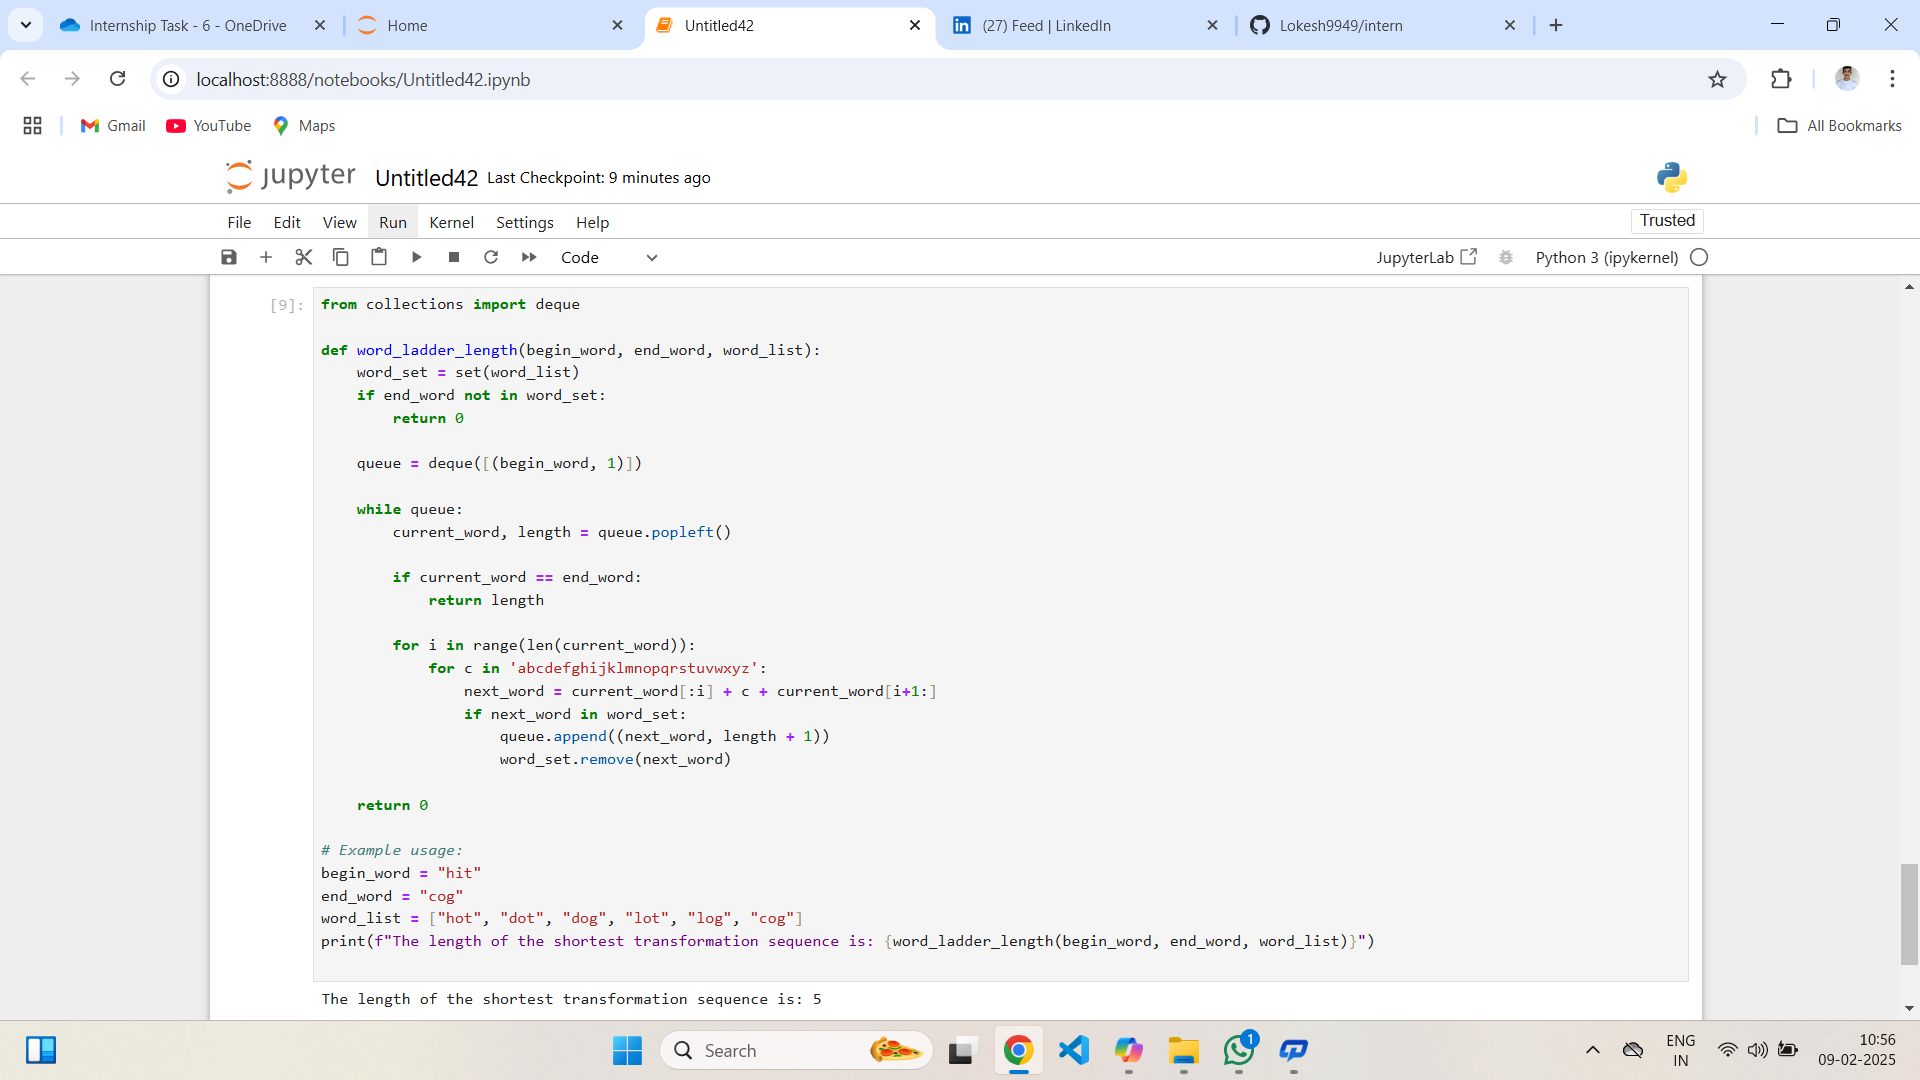 Internship Task - 6 - OneDrive
Home
Untitled42
(27) Feed | LinkedIn
Lokesh9949/intern
localhost:8888/notebooks/Untitled42.ipynb
Gmail
YouTube
Maps
All Bookmarks
jupyter
Untitled42 Last Checkpoint: 9 minutes ago
File Edit View Run Kernel Settings Help
Trusted
Code
JupyterLab
Python 3 (ipykernel)
[9]:
from collections import deque
def word_ladder_length(begin_word, end_word, word_list):
    word_set = set(word_list)
    if end_word not in word_set:
        return 0
    queue = deque([(begin_word, 1)])
    while queue:
        current_word, length = queue.popleft()
        if current_word == end_word:
            return length
        for i in range(len(current_word)):
            for c in 'abcdefghijklmnopqrstuvwxyz':
                next_word = current_word[:i] + c + current_word[i+1:]
                if next_word in word_set:
                    queue.append((next_word, length + 1))
                    word_set.remove(next_word)
    return 0
# Example usage:
begin_word = "hit"
end_word = "cog"
word_list = ["hot", "dot", "dog", "lot", "log", "cog"]
print(f"The length of the shortest transformation sequence is: {word_ladder_length(begin_word, end_word, word_list)}")
The length of the shortest transformation sequence is: 5
Search
1
ENG
IN
10:56
09-02-2025